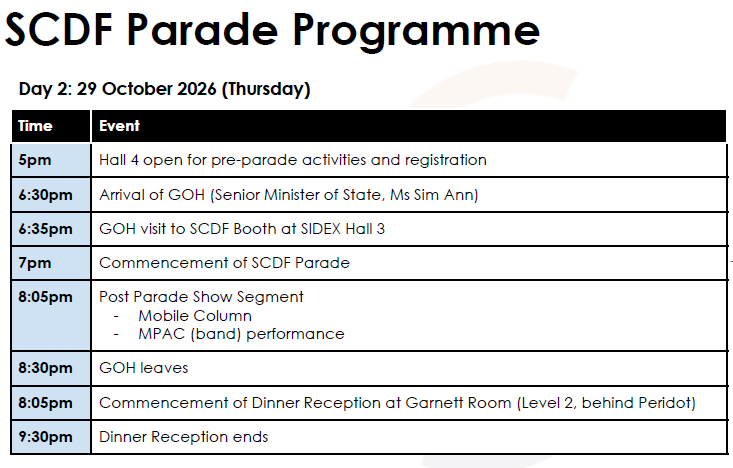 SCDF Parade Programme
Day 2: 29 October 2026 (Thursday)
Time Event
5pm Hall 4 open for pre-parade activities and registration
6:30pm Arrival of GOH (Senior Minister of State, Ms Sim Ann)
6:35pm GOH visit to SCDF Booth at SIDEX Hall 3
7pm Commencement of SCDF Parade
8:05pm Post Parade Show Segment
- Mobile Column
- MPAC (band) performance
8:30pm GOH leaves
8:05pm Commencement of Dinner Reception at Garnett Room (Level 2, behind Peridot)
9:30pm Dinner Reception ends